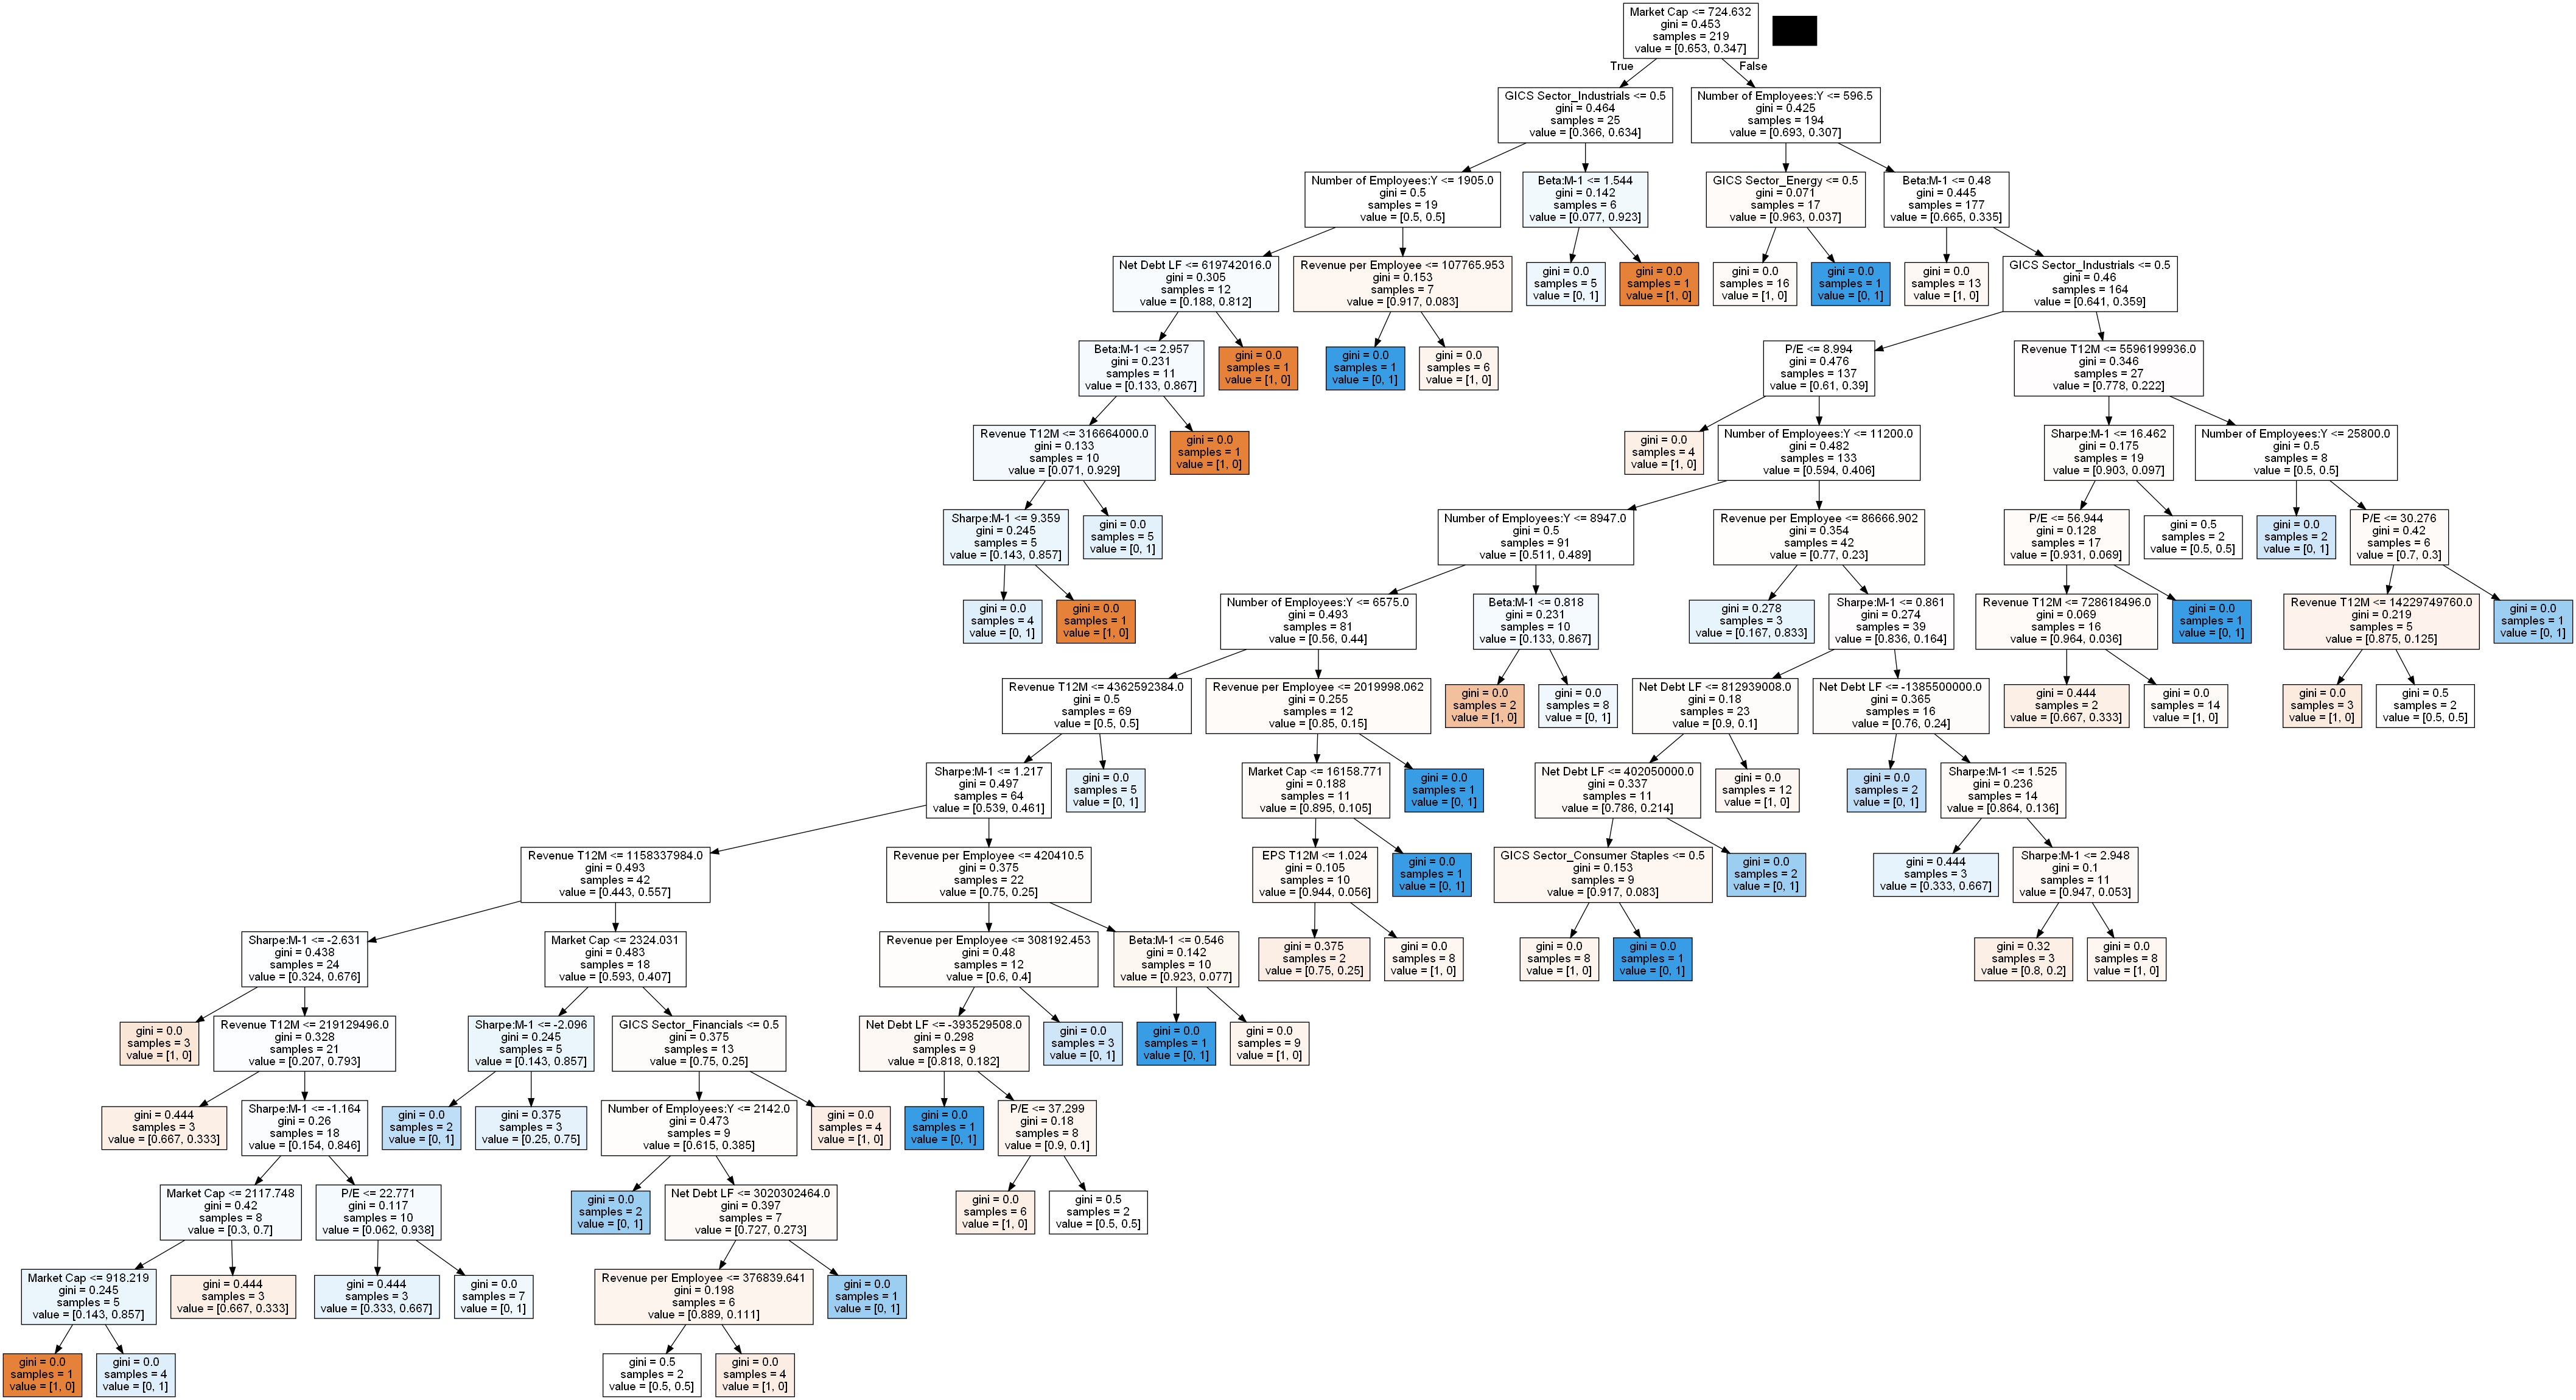 Market Cap <= 724.632
gini = 0.453
samples = 219
value = [0.653, 0.347]
True
False
GICS Sector_Industrials <= 0.5
gini = 0.464
samples = 25
value = [0.366, 0.634]
Number of Employees:Y <= 596.5
gini = 0.425
samples = 194
value = [0.693, 0.307]
Number of Employees:Y <= 1905.0
gini = 0.5
samples = 19
value = [0.5, 0.5]
Beta:M-1 <= 1.544
gini = 0.142
samples = 6
value = [0.077, 0.923]
GICS Sector_Energy <= 0.5
gini = 0.071
samples = 17
value = [0.963, 0.037]
Beta:M-1 <= 0.48
gini = 0.445
samples = 177
value = [0.665, 0.335]
Net Debt LF <= 619742016.0
gini = 0.305
samples = 12
value = [0.188, 0.812]
Revenue per Employee <= 107765.953
gini = 0.153
samples = 7
value = [0.917, 0.083]
gini = 0.0
samples = 5
value = [0, 1]
gini = 0.0
samples = 1
value = [1, 0]
gini = 0.0
samples = 16
value = [1, 0]
gini = 0.0
samples = 1
value = [0, 1]
gini = 0.0
samples = 13
value = [1, 0]
GICS Sector_Industrials <= 0.5
gini = 0.46
samples = 164
value = [0.641, 0.359]
Beta:M-1 <= 2.957
gini = 0.231
samples = 11
value = [0.133, 0.867]
gini = 0.0
samples = 1
value = [1, 0]
gini = 0.0
samples = 1
value = [0, 1]
gini = 0.0
samples = 6
value = [1, 0]
P/E <= 8.994
gini = 0.476
samples = 137
value = [0.61, 0.39]
Revenue T12M <= 5596199936.0
gini = 0.346
samples = 27
value = [0.778, 0.222]
Revenue T12M <= 316664000.0
gini = 0.133
samples = 10
value = [0.071, 0.929]
gini = 0.0
samples = 1
value = [1, 0]
gini = 0.0
samples = 4
value = [1, 0]
Number of Employees:Y <= 11200.0
gini = 0.482
samples = 133
value = [0.594, 0.406]
Sharpe:M-1 <= 16.462
gini = 0.175
samples = 19
value = [0.903, 0.097]
Number of Employees:Y <= 25800.0
gini = 0.5
samples = 8
value = [0.5, 0.5]
Sharpe:M-1 <= 9.359
gini = 0.245
samples = 5
value = [0.143, 0.857]
gini = 0.0
samples = 5
value = [0, 1]
Number of Employees:Y <= 8947.0
gini = 0.5
samples = 91
value = [0.511, 0.489]
Revenue per Employee <= 86666.902
gini = 0.354
samples = 42
value = [0.77, 0.23]
P/E <= 56.944
gini = 0.128
samples = 17
value = [0.931, 0.069]
gini = 0.5
samples = 2
value = [0.5, 0.5]
gini = 0.0
samples = 2
value = [0, 1]
P/E <= 30.276
gini = 0.42
samples = 6
value = [0.7, 0.3]
gini = 0.0
samples = 4
value = [0, 1]
gini = 0.0
samples = 1
value = [1, 0]
Number of Employees:Y <= 6575.0
gini = 0.493
samples = 81
value = [0.56, 0.44]
Beta:M-1 <= 0.818
gini = 0.231
samples = 10
value = [0.133, 0.867]
gini = 0.278
samples = 3
value = [0.167, 0.833]
Sharpe:M-1 <= 0.861
gini = 0.274
samples = 39
value = [0.836, 0.164]
Revenue T12M <= 728618496.0
gini = 0.069
samples = 16
value = [0.964, 0.036]
gini = 0.0
samples = 1
value = [0, 1]
Revenue T12M <= 14229749760.0
gini = 0.219
samples = 5
value = [0.875, 0.125]
gini = 0.0
samples = 1
value = [0, 1]
Revenue T12M <= 4362592384.0
gini = 0.5
samples = 69
value = [0.5, 0.5]
Revenue per Employee <= 2019998.062
gini = 0.255
samples = 12
value = [0.85, 0.15]
gini = 0.0
samples = 2
value = [1, 0]
gini = 0.0
samples = 8
value = [0, 1]
Net Debt LF <= 812939008.0
gini = 0.18
samples = 23
value = [0.9, 0.1]
Net Debt LF <= -1385500000.0
gini = 0.365
samples = 16
value = [0.76, 0.24]
gini = 0.444
samples = 2
value = [0.667, 0.333]
gini = 0.0
samples = 14
value = [1, 0]
gini = 0.0
samples = 3
value = [1, 0]
gini = 0.5
samples = 2
value = [0.5, 0.5]
Sharpe:M-1 <= 1.217
gini = 0.497
samples = 64
value = [0.539, 0.461]
gini = 0.0
samples = 5
value = [0, 1]
Market Cap <= 16158.771
gini = 0.188
samples = 11
value = [0.895, 0.105]
gini = 0.0
samples = 1
value = [0, 1]
Net Debt LF <= 402050000.0
gini = 0.337
samples = 11
value = [0.786, 0.214]
gini = 0.0
samples = 12
value = [1, 0]
gini = 0.0
samples = 2
value = [0, 1]
Sharpe:M-1 <= 1.525
gini = 0.236
samples = 14
value = [0.864, 0.136]
Revenue T12M <= 1158337984.0
gini = 0.493
samples = 42
value = [0.443, 0.557]
Revenue per Employee <= 420410.5
gini = 0.375
samples = 22
value = [0.75, 0.25]
EPS T12M <= 1.024
gini = 0.105
samples = 10
value = [0.944, 0.056]
gini = 0.0
samples = 1
value = [0, 1]
GICS Sector_Consumer Staples <= 0.5
gini = 0.153
samples = 9
value = [0.917, 0.083]
gini = 0.0
samples = 2
value = [0, 1]
gini = 0.444
samples = 3
value = [0.333, 0.667]
Sharpe:M-1 <= 2.948
gini = 0.1
samples = 11
value = [0.947, 0.053]
Sharpe:M-1 <= -2.631
gini = 0.438
samples = 24
value = [0.324, 0.676]
Market Cap <= 2324.031
gini = 0.483
samples = 18
value = [0.593, 0.407]
Revenue per Employee <= 308192.453
gini = 0.48
samples = 12
value = [0.6, 0.4]
Beta:M-1 <= 0.546
gini = 0.142
samples = 10
value = [0.923, 0.077]
gini = 0.375
samples = 2
value = [0.75, 0.25]
gini = 0.0
samples = 8
value = [1, 0]
gini = 0.0
samples = 8
value = [1, 0]
gini = 0.0
samples = 1
value = [0, 1]
gini = 0.32
samples = 3
value = [0.8, 0.2]
gini = 0.0
samples = 8
value = [1, 0]
gini = 0.0
samples = 3
value = [1, 0]
Revenue T12M <= 219129496.0
gini = 0.328
samples = 21
value = [0.207, 0.793]
Sharpe:M-1 <= -2.096
gini = 0.245
samples = 5
value = [0.143, 0.857]
GICS Sector_Financials <= 0.5
gini = 0.375
samples = 13
value = [0.75, 0.25]
Net Debt LF <= -393529508.0
gini = 0.298
samples = 9
value = [0.818, 0.182]
gini = 0.0
samples = 3
value = [0, 1]
gini = 0.0
samples = 1
value = [0, 1]
gini = 0.0
samples = 9
value = [1, 0]
gini = 0.444
samples = 3
value = [0.667, 0.333]
Sharpe:M-1 <= -1.164
gini = 0.26
samples = 18
value = [0.154, 0.846]
gini = 0.0
samples = 2
value = [0, 1]
gini = 0.375
samples = 3
value = [0.25, 0.75]
Number of Employees:Y <= 2142.0
gini = 0.473
samples = 9
value = [0.615, 0.385]
gini = 0.0
samples = 4
value = [1, 0]
gini = 0.0
samples = 1
value = [0, 1]
P/E <= 37.299
gini = 0.18
samples = 8
value = [0.9, 0.1]
Market Cap <= 2117.748
gini = 0.42
samples = 8
value = [0.3, 0.7]
P/E <= 22.771
gini = 0.117
samples = 10
value = [0.062, 0.938]
gini = 0.0
samples = 2
value = [0, 1]
Net Debt LF <= 3020302464.0
gini = 0.397
samples = 7
value = [0.727, 0.273]
gini = 0.0
samples = 6
value = [1, 0]
gini = 0.5
samples = 2
value = [0.5, 0.5]
Market Cap <= 918.219
gini = 0.245
samples = 5
value = [0.143, 0.857]
gini = 0.444
samples = 3
value = [0.667, 0.333]
gini = 0.444
samples = 3
value = [0.333, 0.667]
gini = 0.0
samples = 7
value = [0, 1]
Revenue per Employee <= 376839.641
gini = 0.198
samples = 6
value = [0.889, 0.111]
gini = 0.0
samples = 1
value = [0, 1]
gini = 0.0
samples = 1
value = [1, 0]
gini = 0.0
samples = 4
value = [0, 1]
gini = 0.5
samples = 2
value = [0.5, 0.5]
gini = 0.0
samples = 4
value = [1, 0]